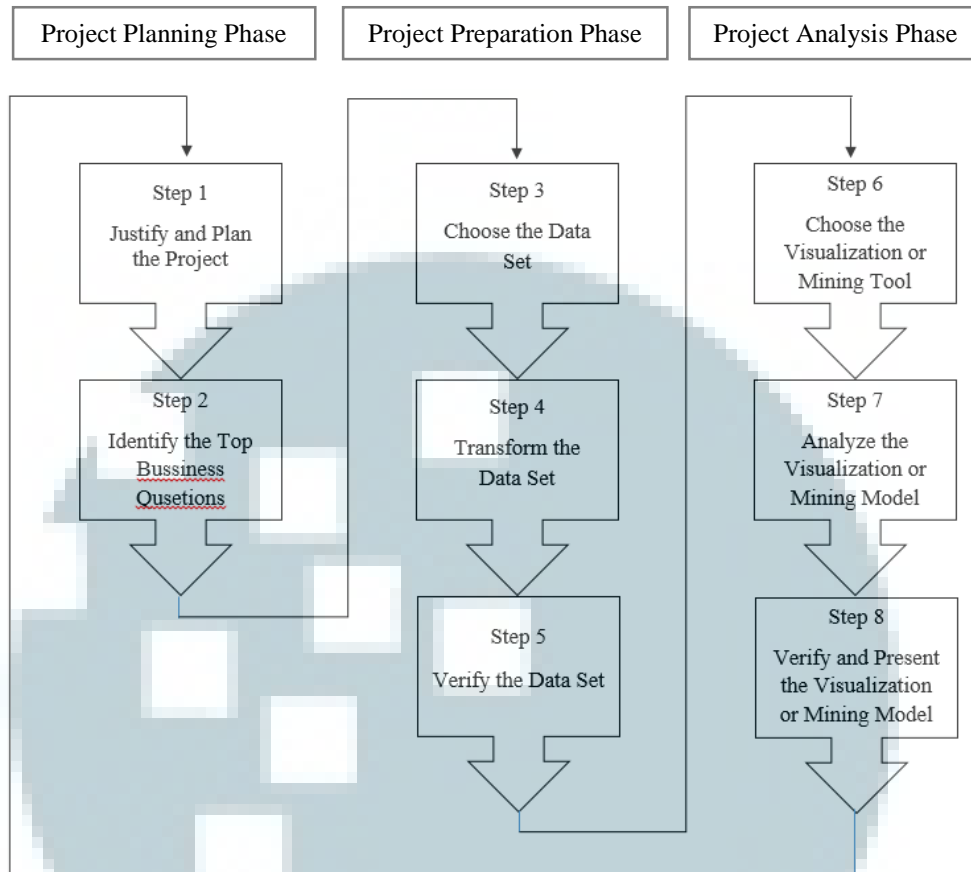 Project Planning Phase
Project Preparation Phase
Project Analysis Phase
Step 1
Justify and Plan
the Project
Step 2
Identify the Top
Bussiness
Qusetions
Step 3
Choose the Data
Set
Step 4
Transform the
Data Set
Step 5
Verify the Data Set
Step 6
Choose the
Visualization or
Mining Tool
Step 7
Analyze the
Visualization or
Mining Model
Step 8
Verify and Present
the Visualization
or Mining Model